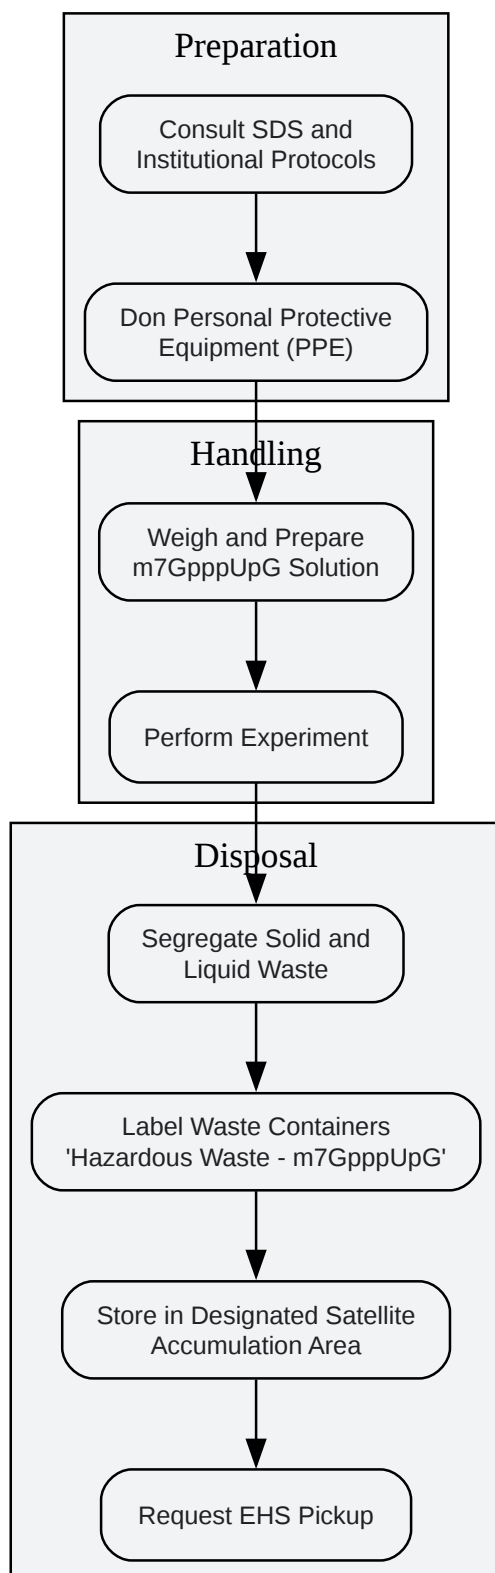 Preparation
Consult SDS and
Institutional Protocols
Don Personal Protective
Equipment (PPE)
Handling
Weigh and Prepare
m7GpppUpG Solution
Perform Experiment
Disposal
Segregate Solid and
Liquid Waste
Label Waste Containers
'Hazardous Waste - m7GpppUpG'
Store in Designated Satellite
Accumulation Area
Request EHS Pickup